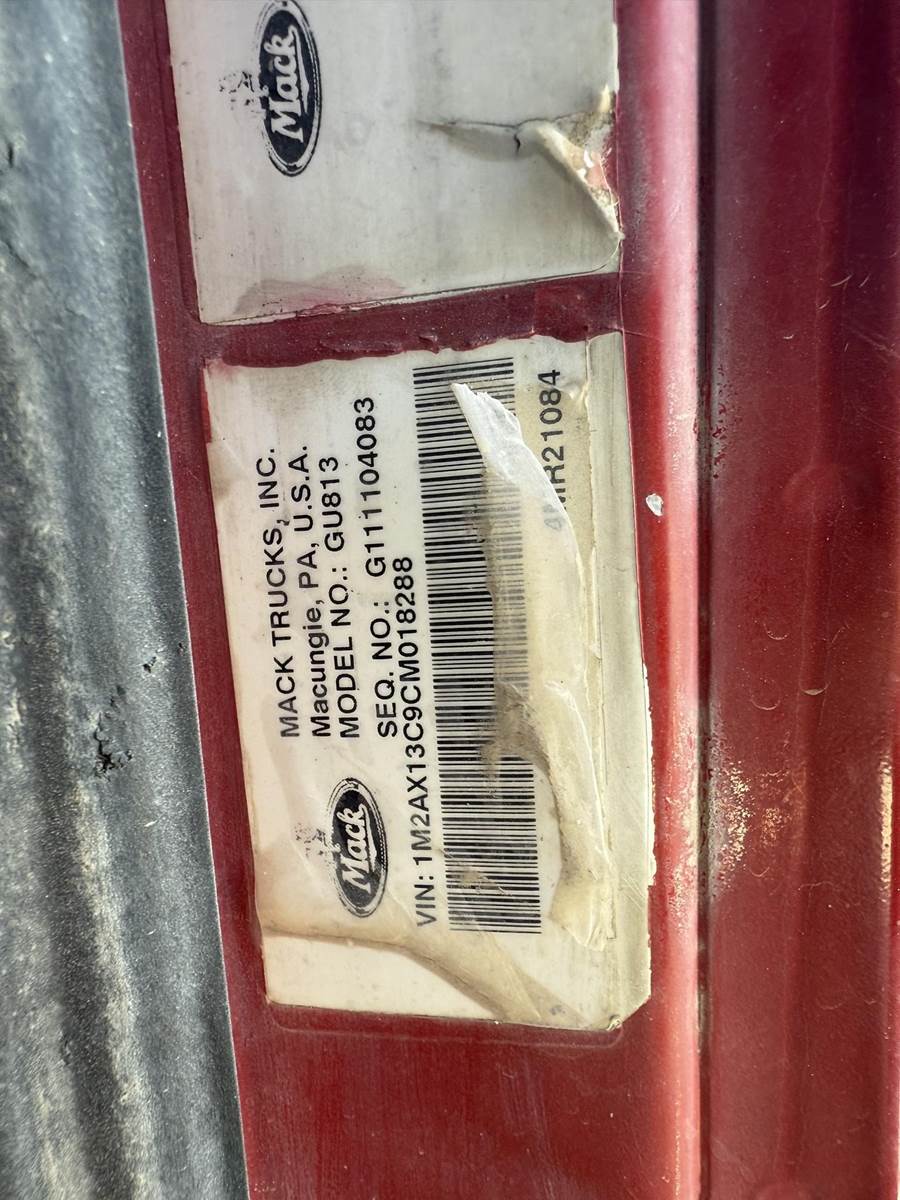 Mack
MACK TRUCKS, INC.
Macungie, PA, U.S.A.
MODEL NO.: GU813
SEQ. NO.: G111104083
Mack
VIN: 1M2AX13C9CM018288